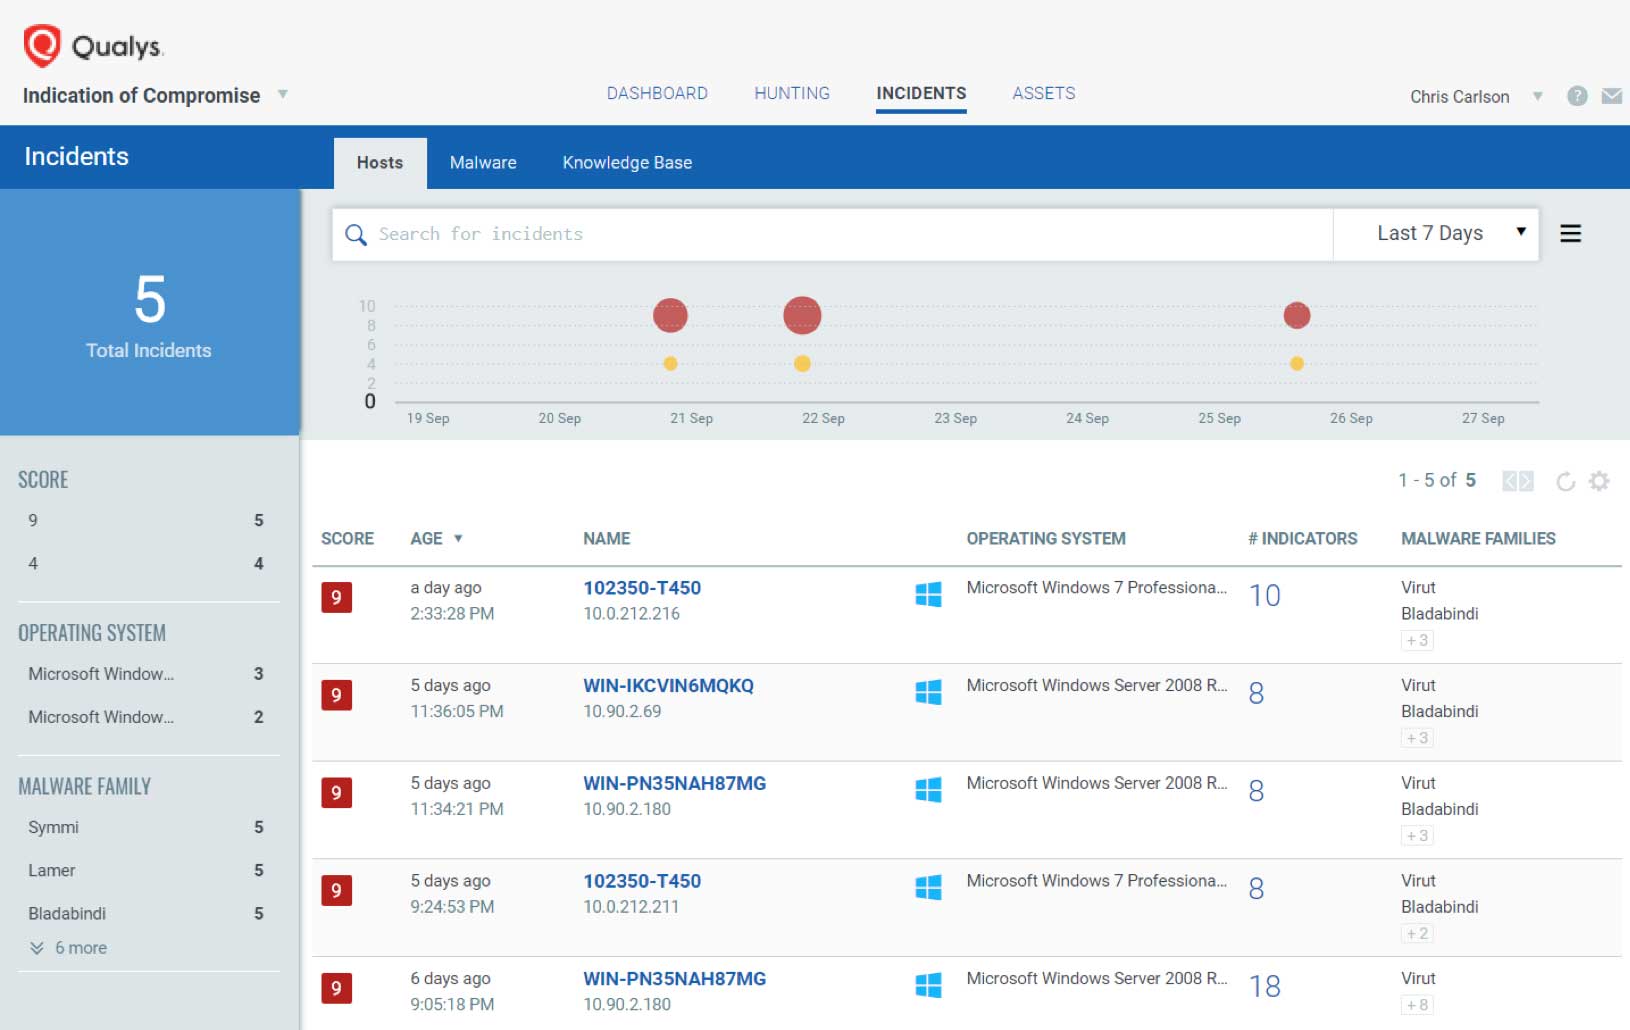 Qualys.
Indication of Compromise
DASHBOARD HUNTING INCIDENTS ASSETS
Chris Carlson
?
Incidents
Hosts Malware Knowledge Base
5
Total Incidents
Search for incidents
Last 7 Days
10
8
6
4
2
0
19 Sep 20 Sep 21 Sep 22 Sep 23 Sep 24 Sep 25 Sep 26 Sep 27 Sep
SCORE
9 5
4 4
OPERATING SYSTEM
Microsoft Window... 3
Microsoft Window... 2
MALWARE FAMILY
Symmi 5
Lamer 5
Bladabindi 5
6 more
1 - 5 of 5
SCORE AGE NAME OPERATING SYSTEM # INDICATORS MALWARE FAMILIES
9 a day ago 102350-T450 Microsoft Windows 7 Professiona... 10 Virut
2:33:28 PM 10.0.212.216 Bladabindi
+ 3
9 5 days ago WIN-IKCVIN6MQKQ Microsoft Windows Server 2008 R... 8 Virut
11:36:05 PM 10.90.2.69 Bladabindi
+ 3
9 5 days ago WIN-PN35NAH87MG Microsoft Windows Server 2008 R... 8 Virut
11:34:21 PM 10.90.2.180 Bladabindi
+ 3
9 5 days ago 102350-T450 Microsoft Windows 7 Professiona... 8 Virut
9:24:53 PM 10.0.212.211 Bladabindi
+ 2
9 6 days ago WIN-PN35NAH87MG Microsoft Windows Server 2008 R... 18 Virut
9:05:18 PM 10.90.2.180 + 8